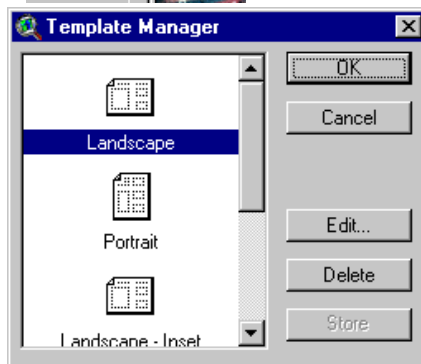 Template Manager
OK
Landscape
Cancel
Portrait
Edit...
Delete
Landscape - Inset
Store